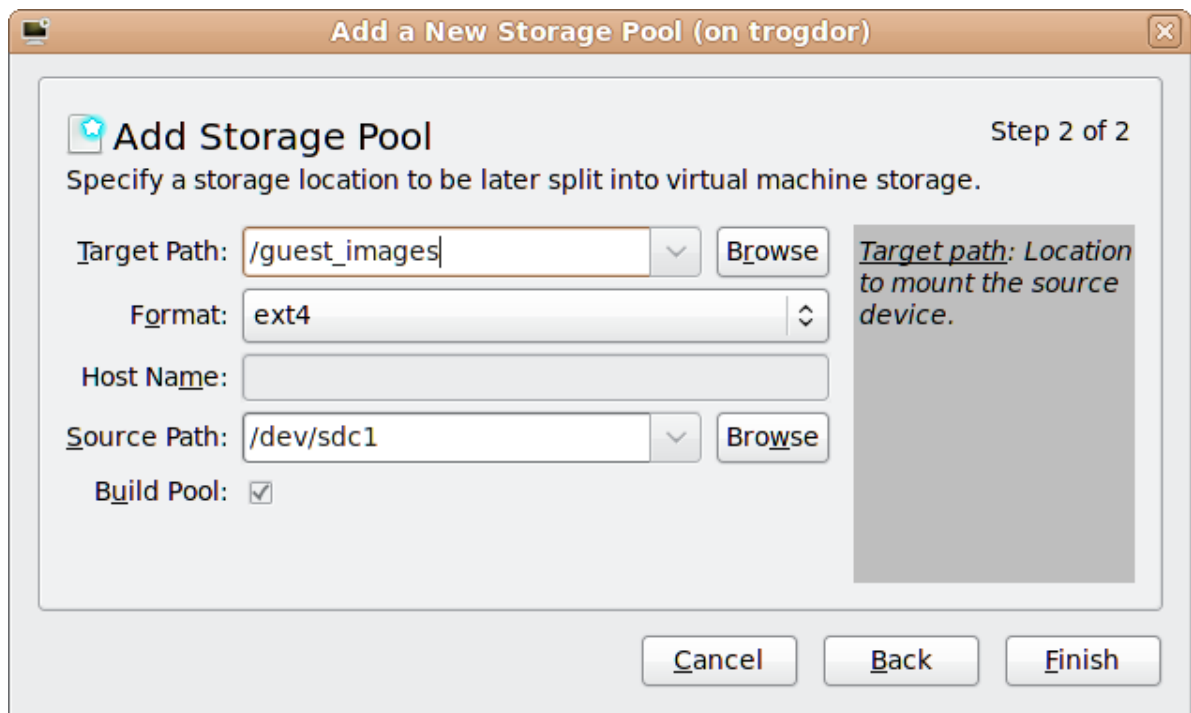 Add a New Storage Pool (on trogdor)
Add Storage Pool
Step 2 of 2
Specify a storage location to be later split into virtual machine storage.
Target Path: /guest_images Browse
Format: ext4
Host Name:
Source Path: /dev/sdc1 Browse
Build Pool:
Target path: Location
to mount the source
device.
Cancel Back Finish